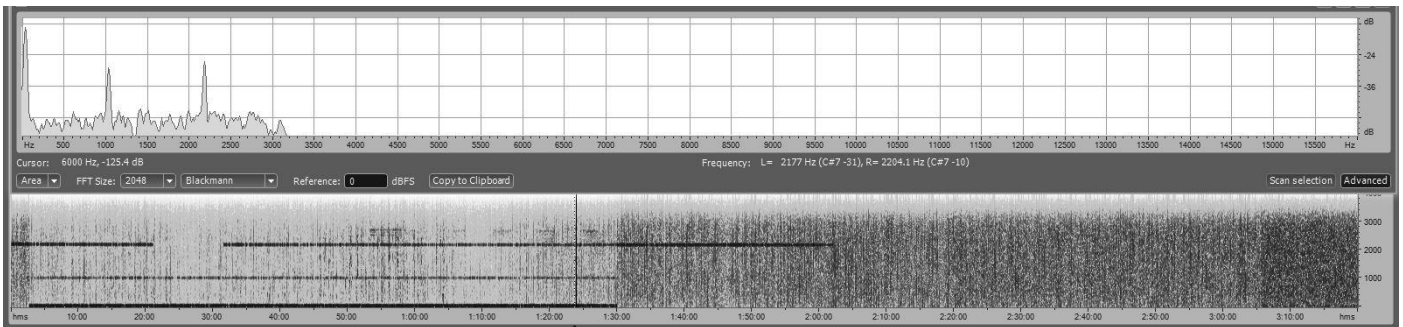 dB
-24
-36
dB
Hz 500 1000 1500 2000 2500 3000 3500 4000 4500 5000 5500 6000 6500 7000 7500 8000 8500 9000 9500 10000 10500 11000 11500 12000 12500 13000 13500 14000 14500 15000 15500 Hz
Cursor: 6000 Hz, -125.4 dB Frequency: L= 2177 Hz (C#7 -31), R= 2204.1 Hz (C#7 -10)
Area FFT Size: 2048 Blackmann Reference: 0 dBFS Copy to Clipboard Scan selection Advanced
3000
2000
1000
hms 10:00 20:00 30:00 40:00 50:00 1:00:00 1:10:00 1:20:00 1:30:00 1:40:00 1:50:00 2:00:00 2:10:00 2:20:00 2:30:00 2:40:00 2:50:00 3:00:00 3:10:00 hms